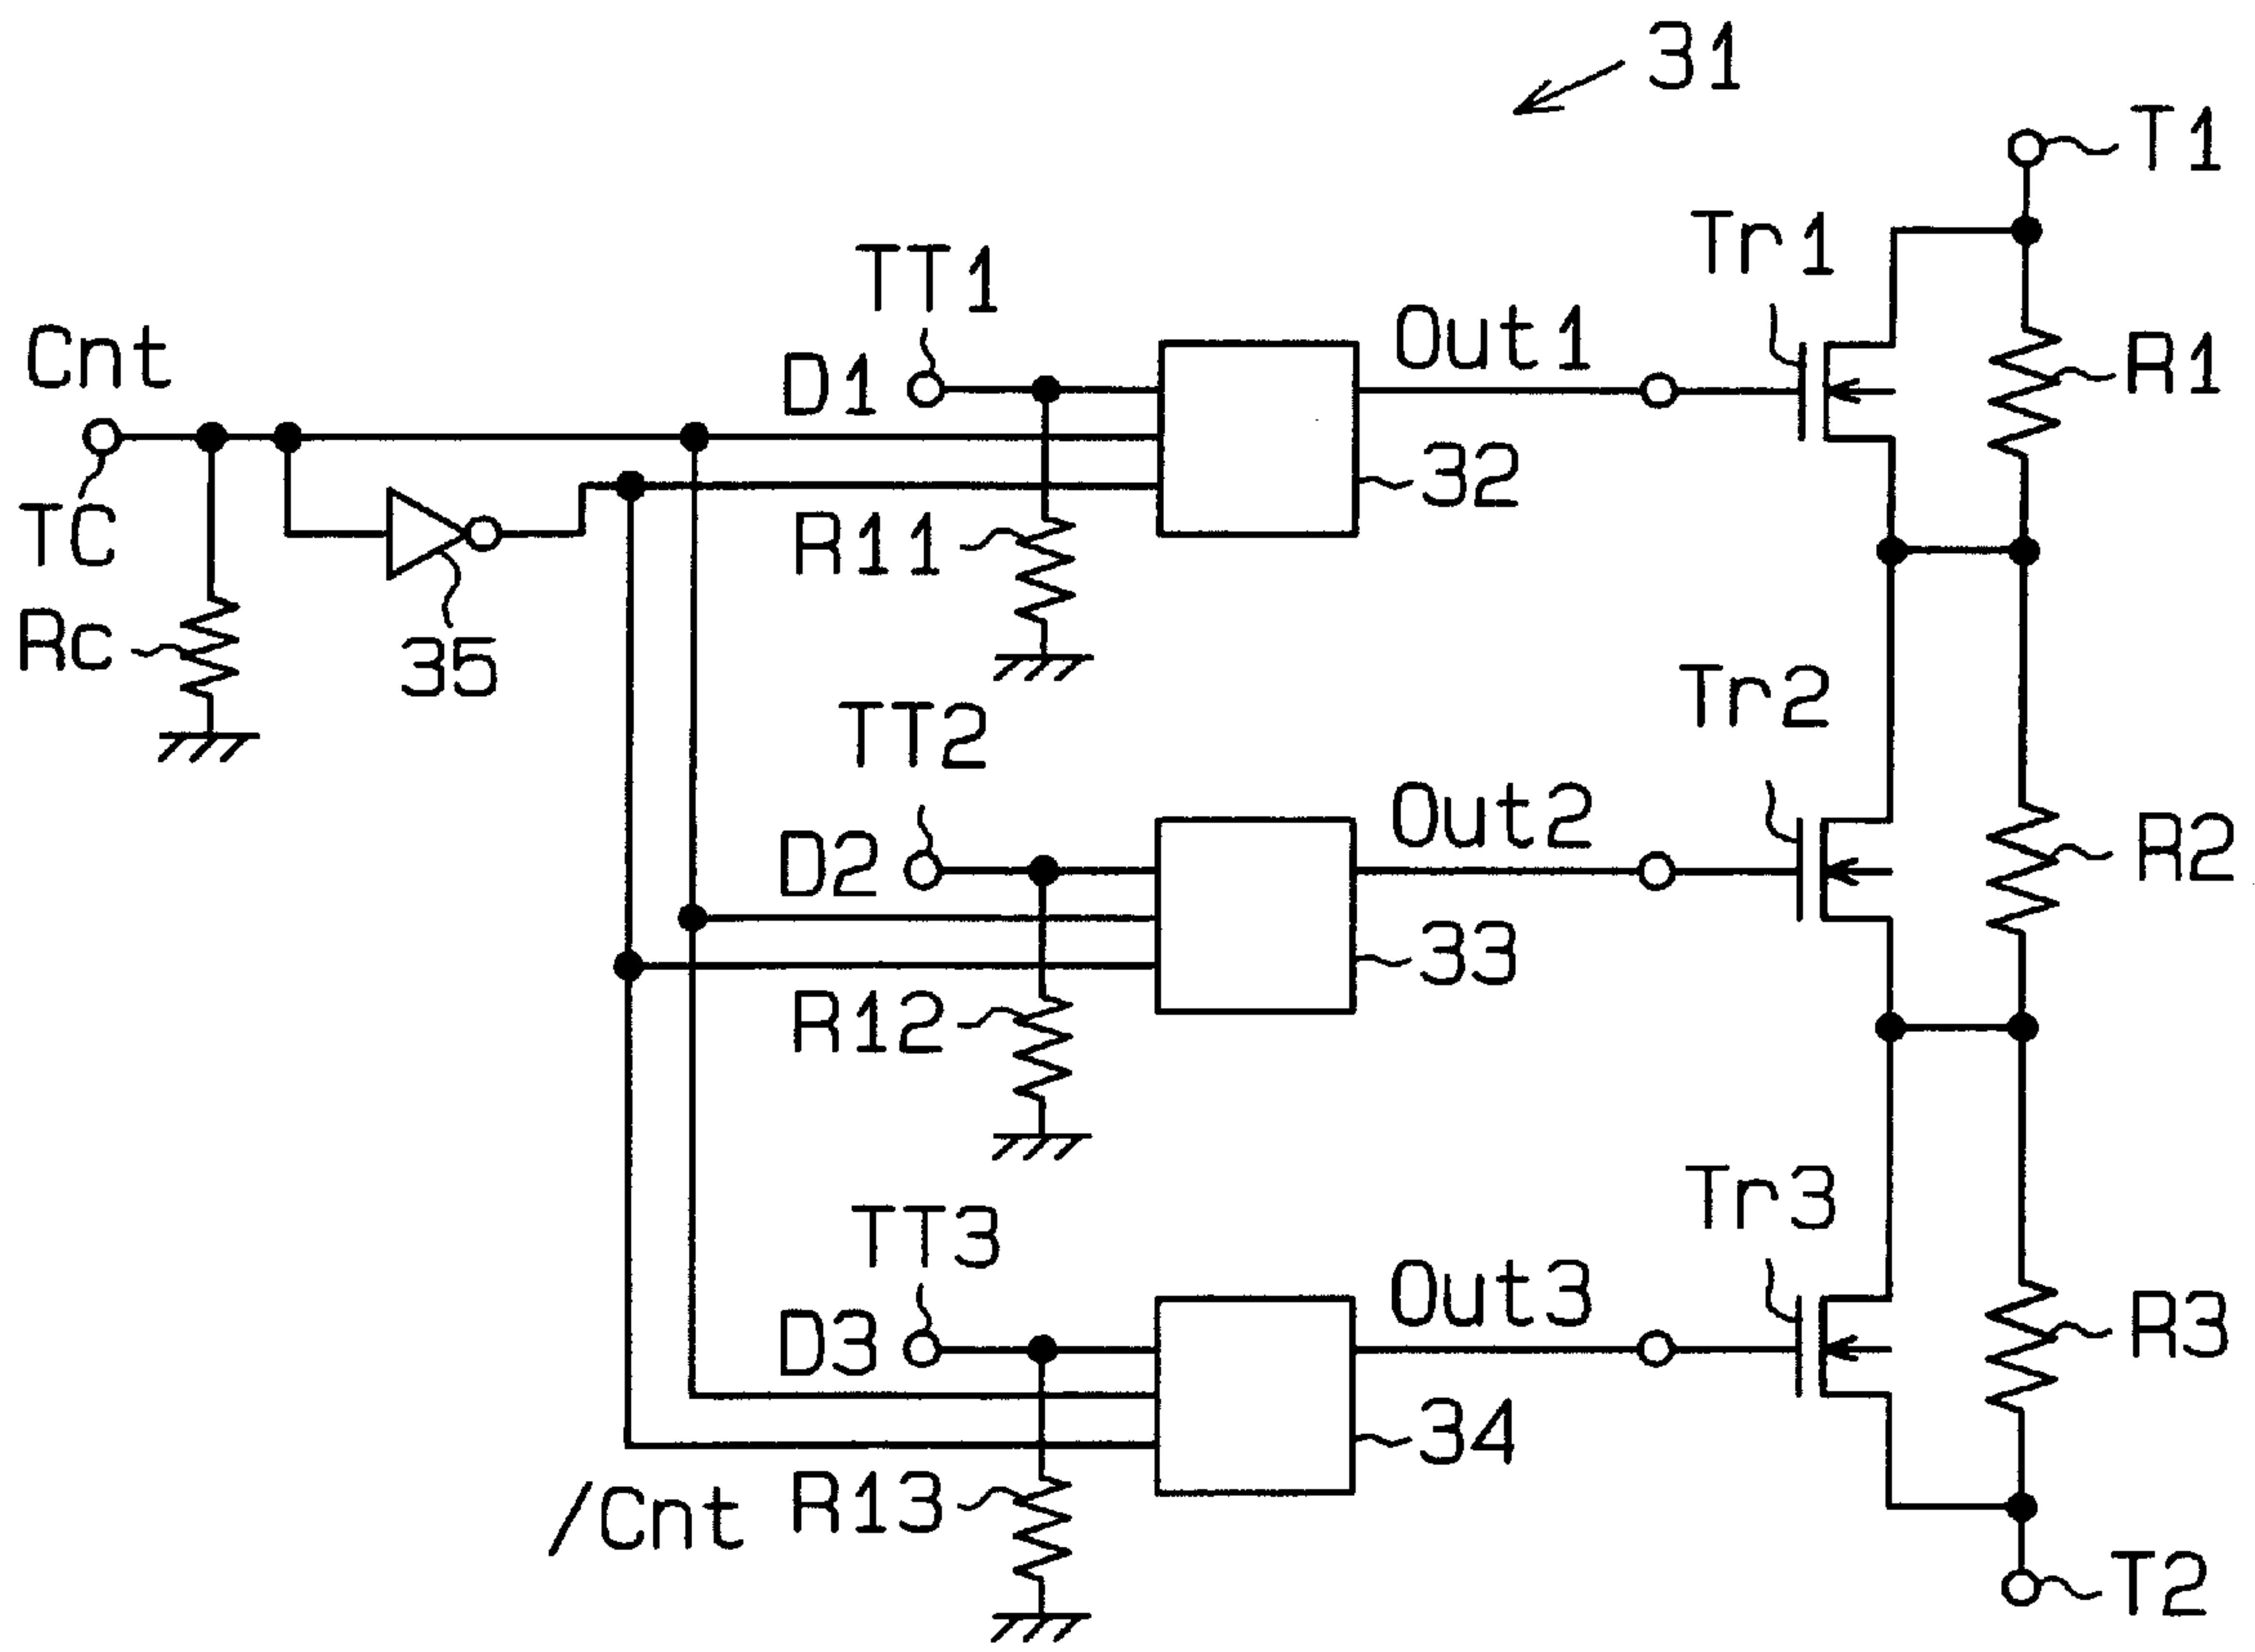 31
T1
Tr1
TT1
Cnt
Out1
R1
D1
32
TC
R11
Rc
35
Tr2
TT2
Out2
R2
D2
33
R12
Tr3
TT3
Out3
R3
D3
34
R13
/Cnt
T2